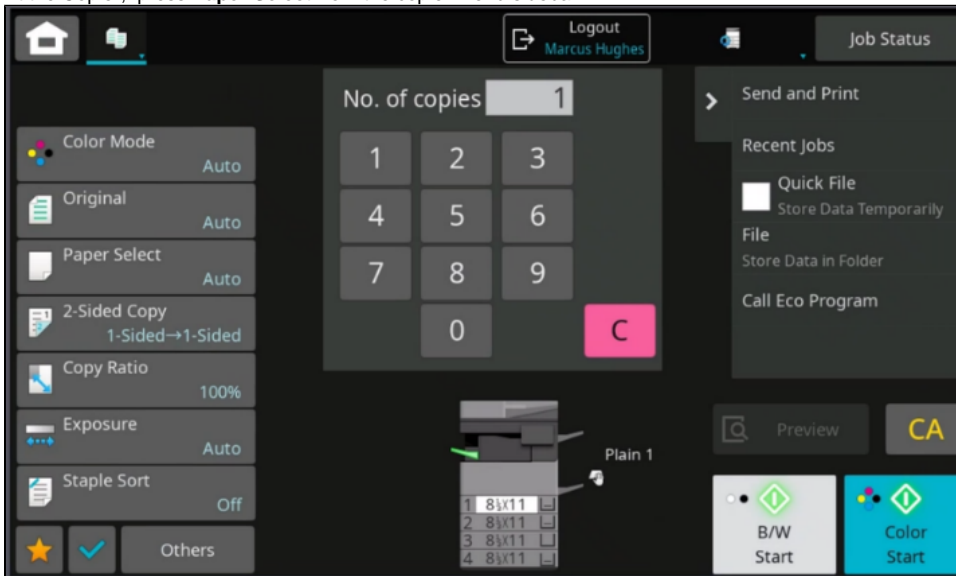 Logout
Marcus Hughes
Job Status
No. of copies 1
Color Mode
Auto
Original
Auto
Paper Select
Auto
2-Sided Copy
1-Sided→1-Sided
Copy Ratio
100%
Exposure
Auto
Staple Sort
Off
Others
1 2 3
4 5 6
7 8 9
0 C
Plain 1
1 8½X11
2 8½X11
3 8½X11
4 8½X11
Send and Print
Recent Jobs
Quick File
Store Data Temporarily
File
Store Data in Folder
Call Eco Program
Preview
CA
B/W
Start
Color
Start